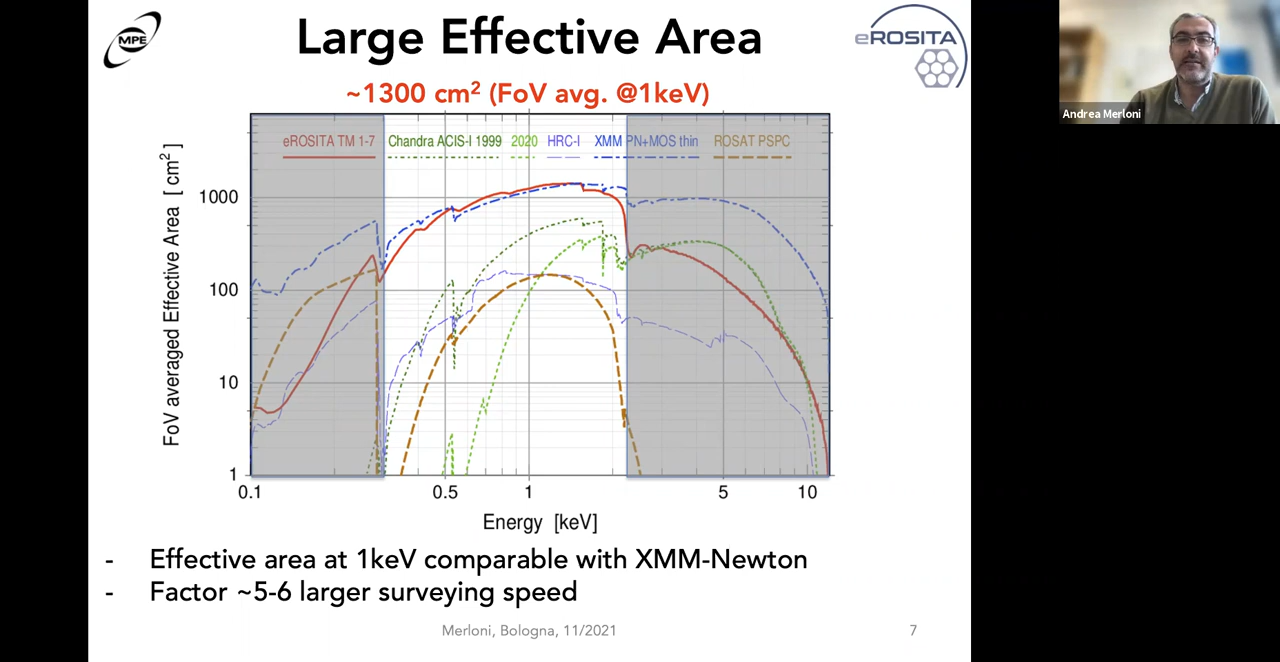 MPE
Large Effective Area
eROSITA
~1300 cm² (FoV avg. @1keV)
Andrea Merloni
eROSITA TM 1-7 Chandra ACIS-I 1999 2020 HRC-I XMM PN+MOS thin ROSAT PSPC
FoV averaged Effective Area [cm²]
1000
100
10
1
0.1 0.5 1 5 10
Energy [keV]
- Effective area at 1keV comparable with XMM-Newton
- Factor ~5-6 larger surveying speed
Merloni, Bologna, 11/2021 7